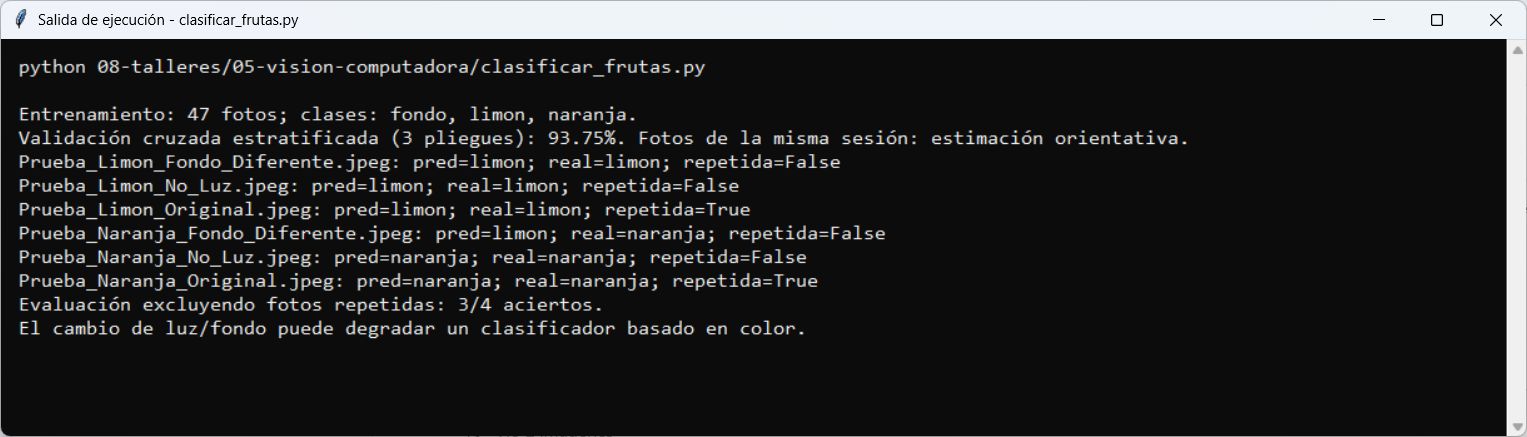 Salida de ejecución - clasificar_frutas.py
python 08-talleres/05-vision-computadora/clasificar_frutas.py
Entrenamiento: 47 fotos; clases: fondo, limon, naranja.
Validación cruzada estratificada (3 pliegues): 93.75%. Fotos de la misma sesión: estimación orientativa.
Prueba_Limon_Fondo_Diferente.jpeg: pred=limon; real=limon; repetida=False
Prueba_Limon_No_Luz.jpeg: pred=limon; real=limon; repetida=False
Prueba_Limon_Original.jpeg: pred=limon; real=limon; repetida=True
Prueba_Naranja_Fondo_Diferente.jpeg: pred=limon; real=naranja; repetida=False
Prueba_Naranja_No_Luz.jpeg: pred=naranja; real=naranja; repetida=False
Prueba_Naranja_Original.jpeg: pred=naranja; real=naranja; repetida=True
Evaluación excluyendo fotos repetidas: 3/4 aciertos.
El cambio de luz/fondo puede degradar un clasificador basado en color.